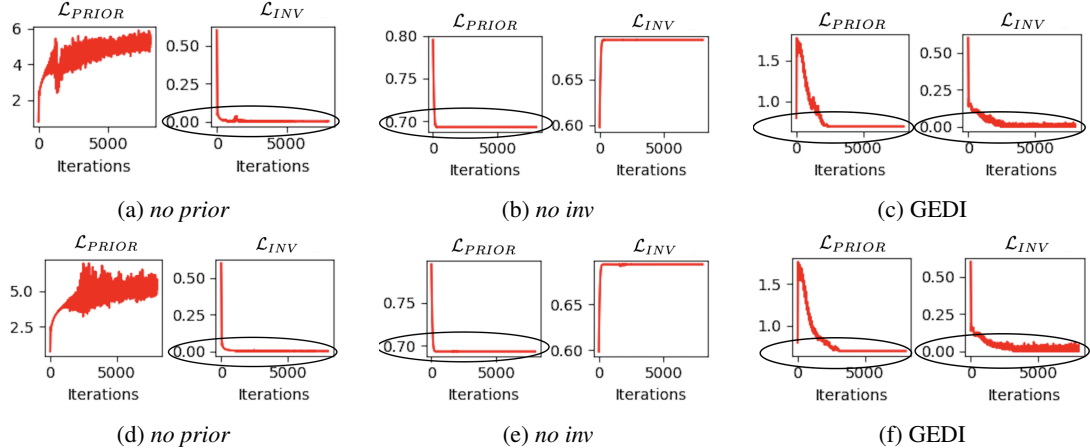 L_PRIOR L_INV L_PRIOR L_INV L_PRIOR L_INV
6 4 2 0 5000 Iterations
0.50 0.25 0.00 0 5000 Iterations
0.80 0.75 0.70 0 5000 Iterations
0.65 0.60 0 5000 Iterations
1.5 1.0 0 5000 Iterations
0.50 0.25 0.00 0 5000 Iterations
(a) no prior (b) no inv (c) GEDI
L_PRIOR L_INV L_PRIOR L_INV L_PRIOR L_INV
5.0 2.5 0 5000 Iterations
0.50 0.25 0.00 0 5000 Iterations
0.75 0.70 0 5000 Iterations
0.65 0.60 0 5000 Iterations
1.5 1.0 0 5000 Iterations
0.50 0.25 0.00 0 5000 Iterations
(d) no prior (e) no inv (f) GEDI